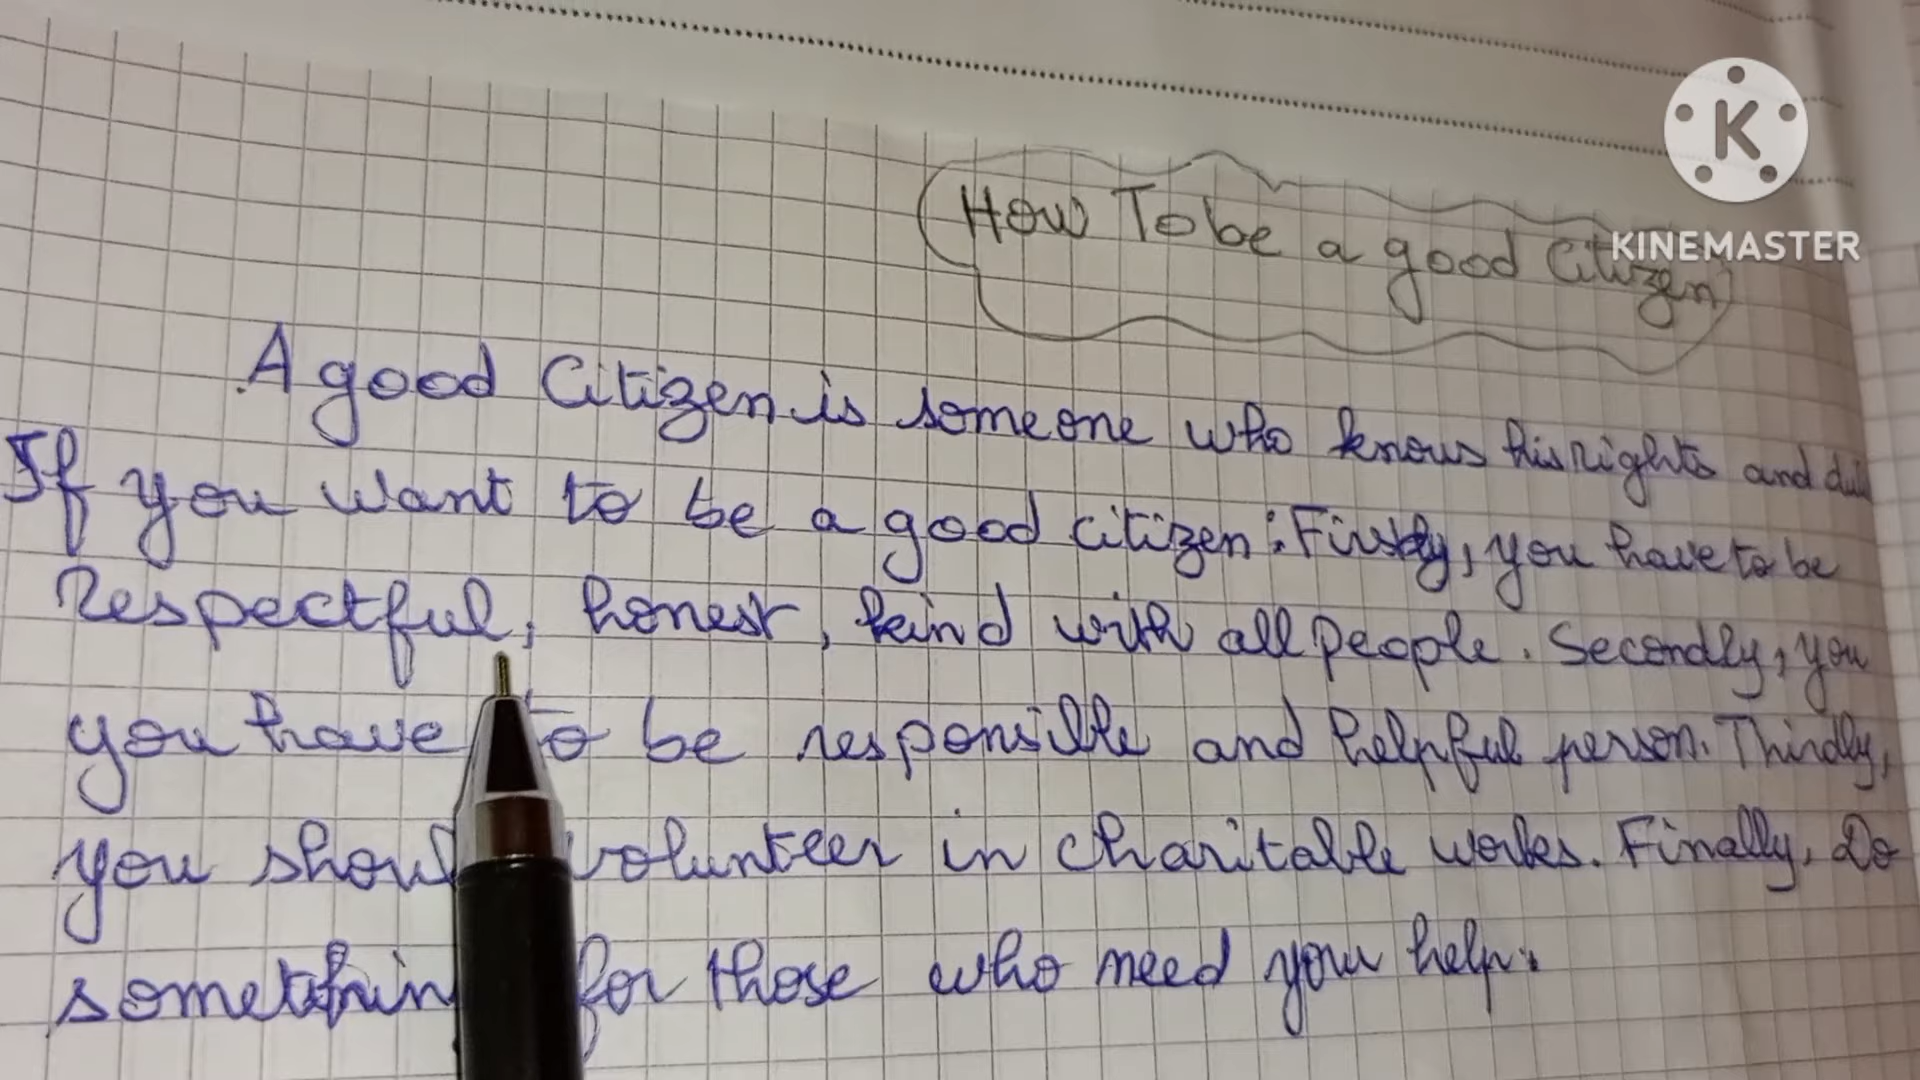 KINEMASTER
How To be a good Citizen
A good Citizen is someone who knows his rights and
If you want to be a good citizen: Firstly, you have to be
Respectful, honest, kind with all people. Secondly, you
you have to be responsible and helpful person. Thirdly,
you volunteer in charitable works. Finally, Do
for those who need you help.